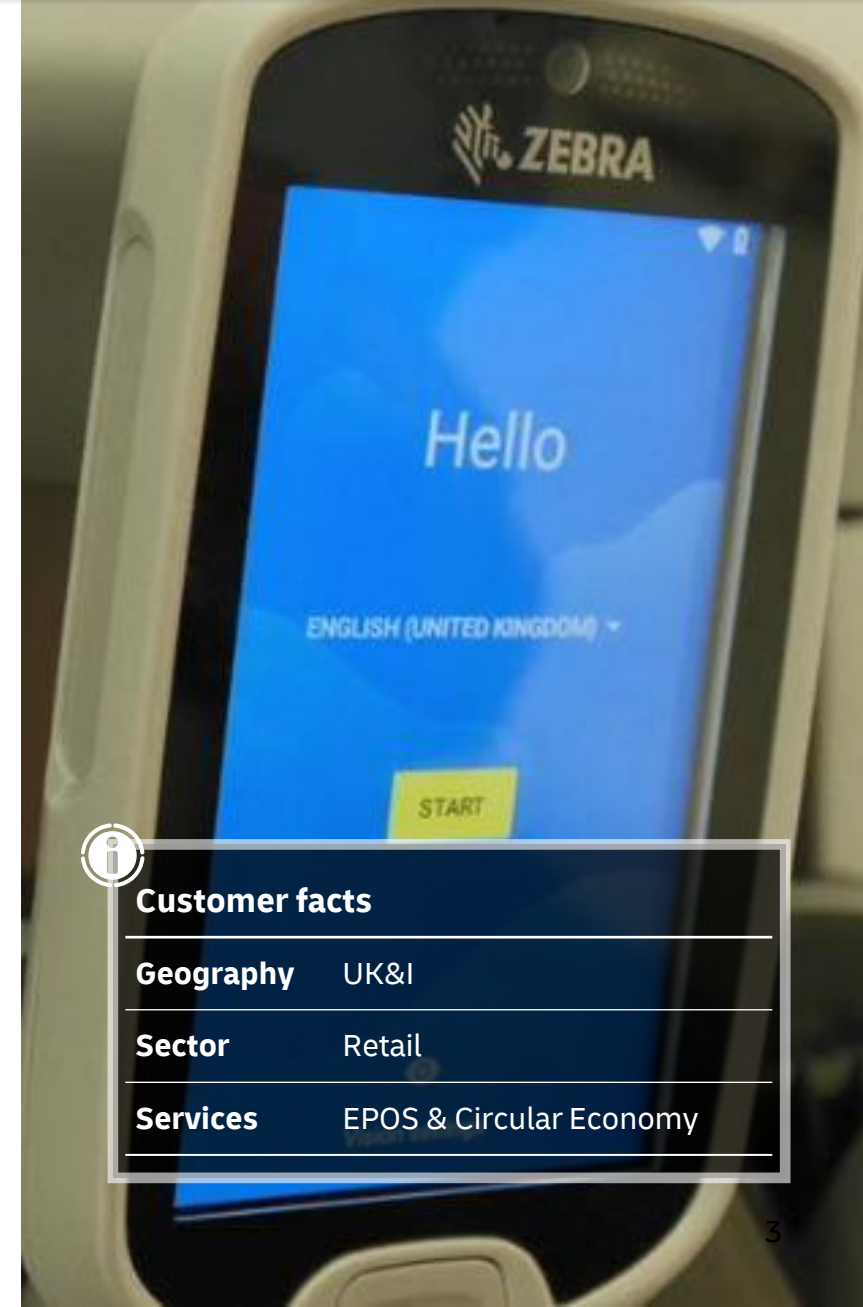 ZEBRA
Hello
ENGLISH (UNITED KINGDOM)
START
Customer facts
Geography UK&I
Sector Retail
Services EPOS & Circular Economy
3